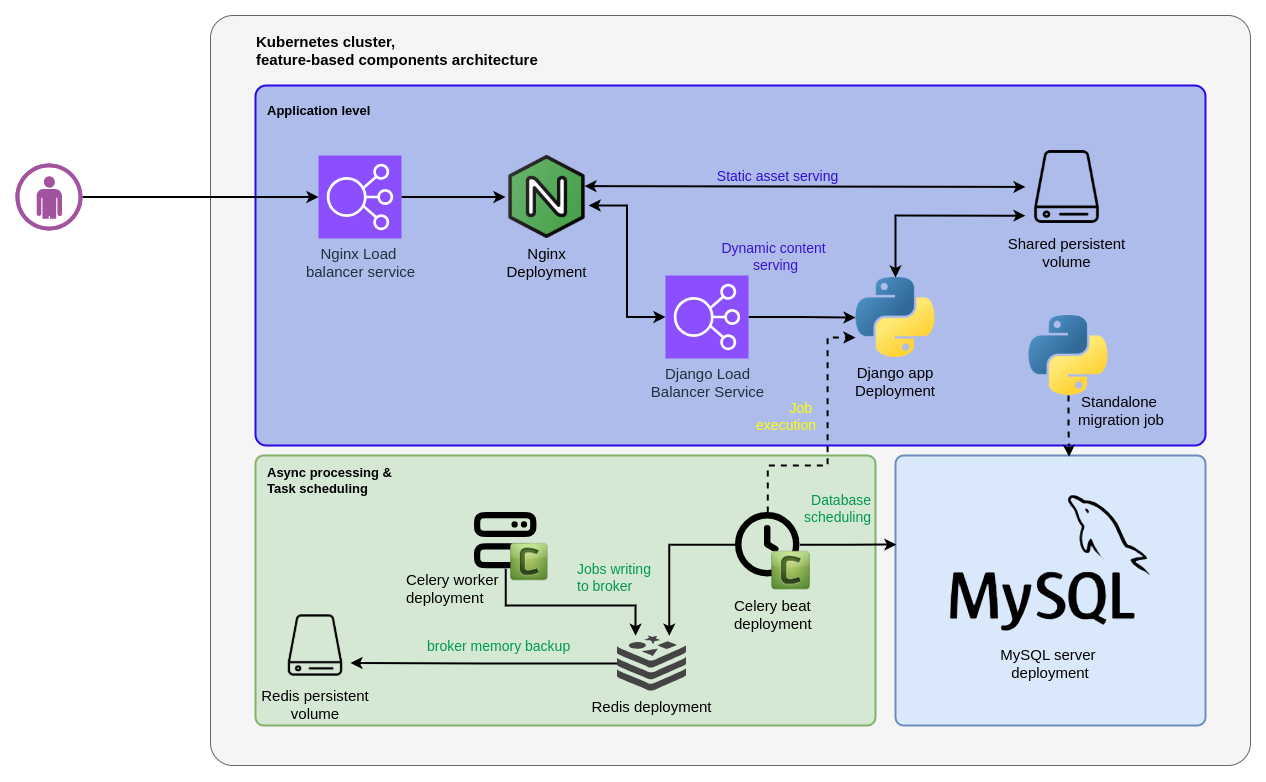 Kubernetes cluster,
feature-based components architecture
Application level
Static asset serving
Nginx Load
balancer service
Nginx
Deployment
Dynamic content
serving
Shared persistent
volume
Django Load
Balancer Service
Django app
Deployment
Standalone
migration job
Job
execution
Async processing &
Task scheduling
Database
scheduling
C
Celery worker
deployment
Jobs writing
to broker
C
Celery beat
deployment
MySQL
broker memory backup
MySQL server
deployment
Redis persistent
volume
Redis deployment